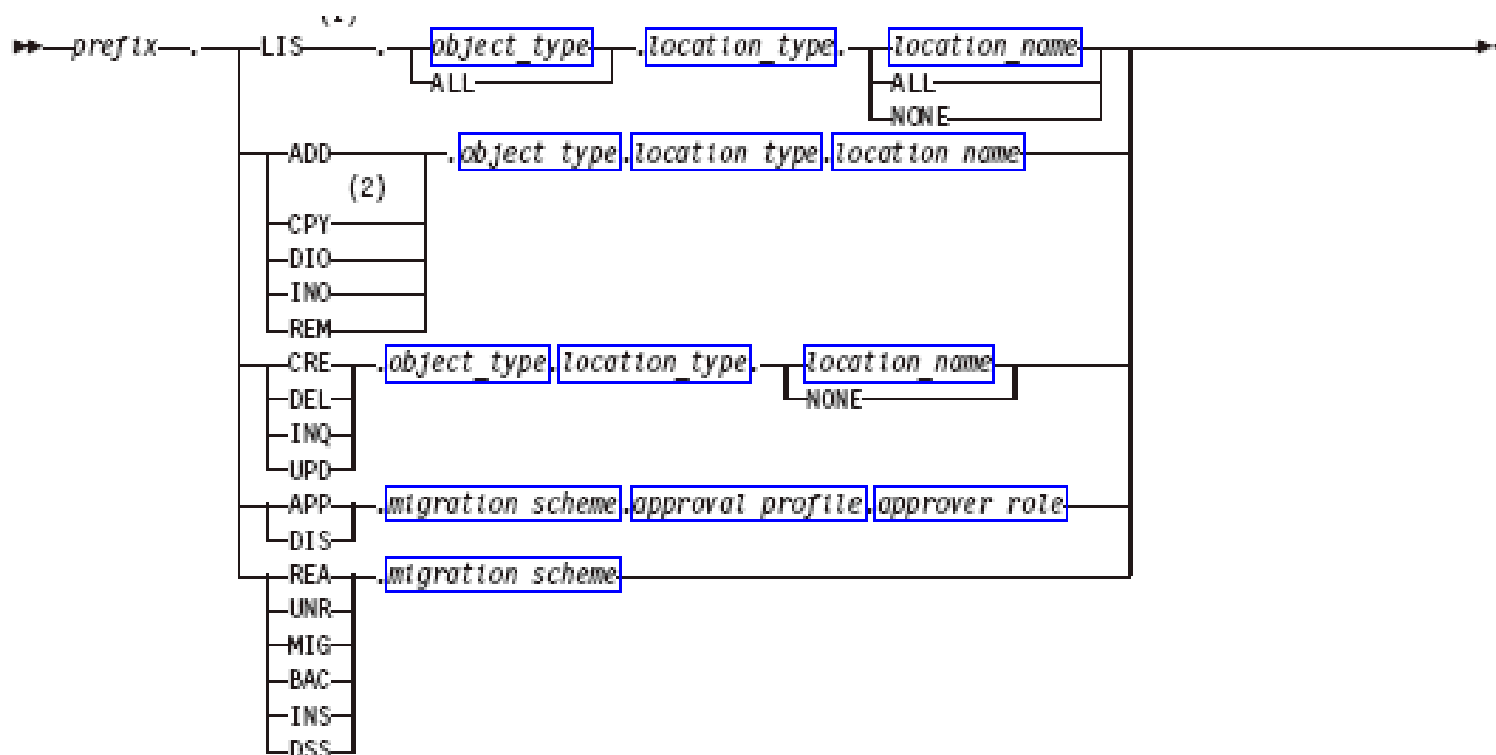 prefix . LIS . object_type .location_type. location_name
ALL ALL
NONE
ADD .object type.location type.location name
(2)
CPY
DIO
INO
REM
CRE .object_type.location_type. location_name
DEL NONE
INQ
UPD
APP .migration scheme.approval profile.approver role
DIS
REA .migration scheme
UNR
MIG
BAC
INS
DSS